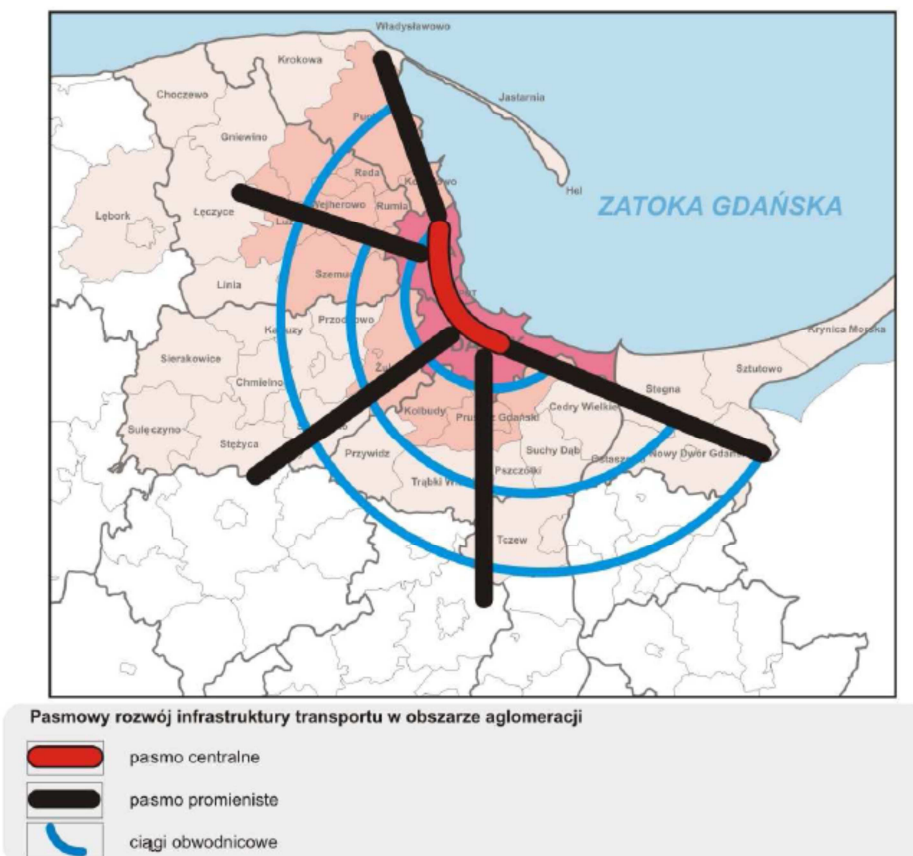 Władysławowo
Krokowa
Choczewo
Jastarnia
Gniewino
Reda
Hel
Lębork
Łęczyce
Wejherowo
Rumia
ZATOKA GDAŃSKA
Linia
Szemud
Przodkowo
Krynica Morska
Sierakowice
Sztutowo
Chmielno
Stegna
Kolbudy
Cedry Wielkie
Sulęczyno
Stężyca
Przywidz
Suchy Dąb
Nowy Dwór
Pszczółki
Tczew
Pasmowy rozwój infrastruktury transportu w obszarze aglomeracji
pasmo centralne
pasmo promieniste
ciągi obwodnicowe